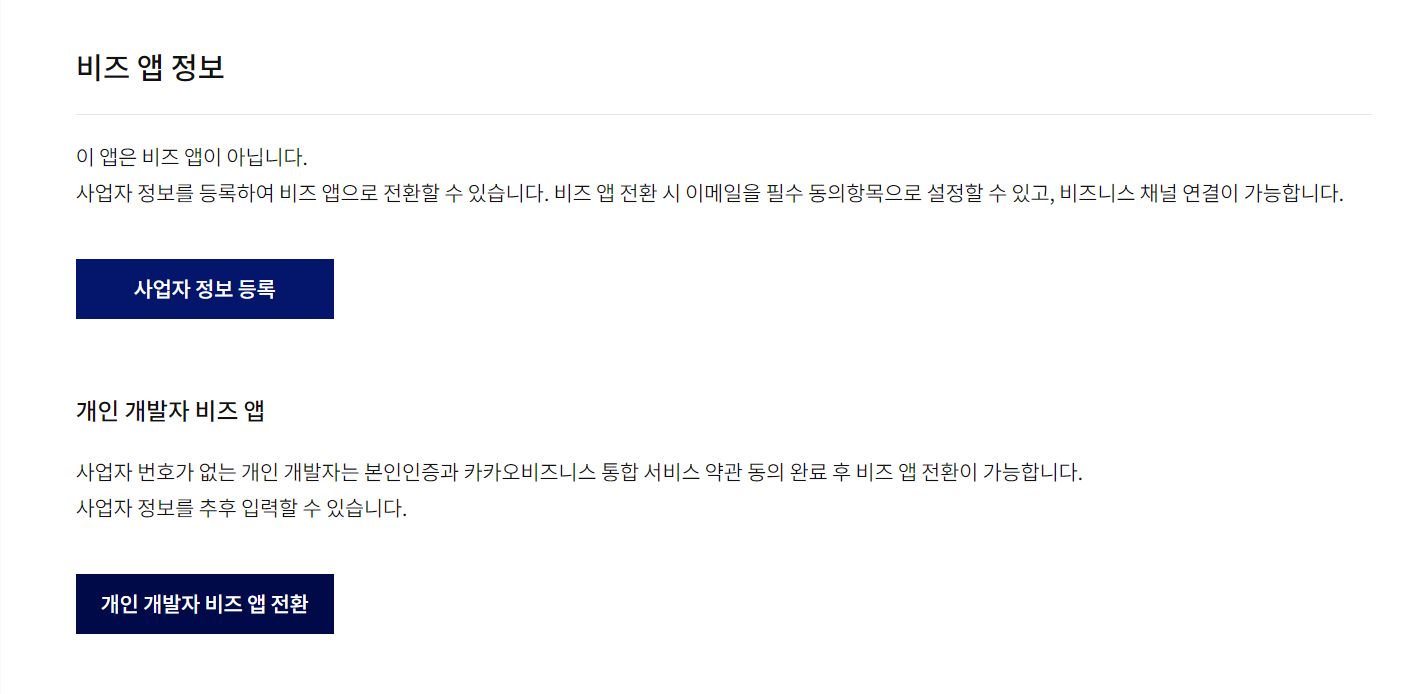 비즈 앱 정보
이 앱은 비즈 앱이 아닙니다.
사업자 정보를 등록하여 비즈 앱으로 전환할 수 있습니다. 비즈 앱 전환 시 이메일을 필수 동의항목으로 설정할 수 있고, 비즈니스 채널 연결이 가능합니다.
사업자 정보 등록
개인 개발자 비즈 앱
사업자 번호가 없는 개인 개발자는 본인인증과 카카오비즈니스 통합 서비스 약관 동의 완료 후 비즈 앱 전환이 가능합니다.
사업자 정보를 추후 입력할 수 있습니다.
개인 개발자 비즈 앱 전환